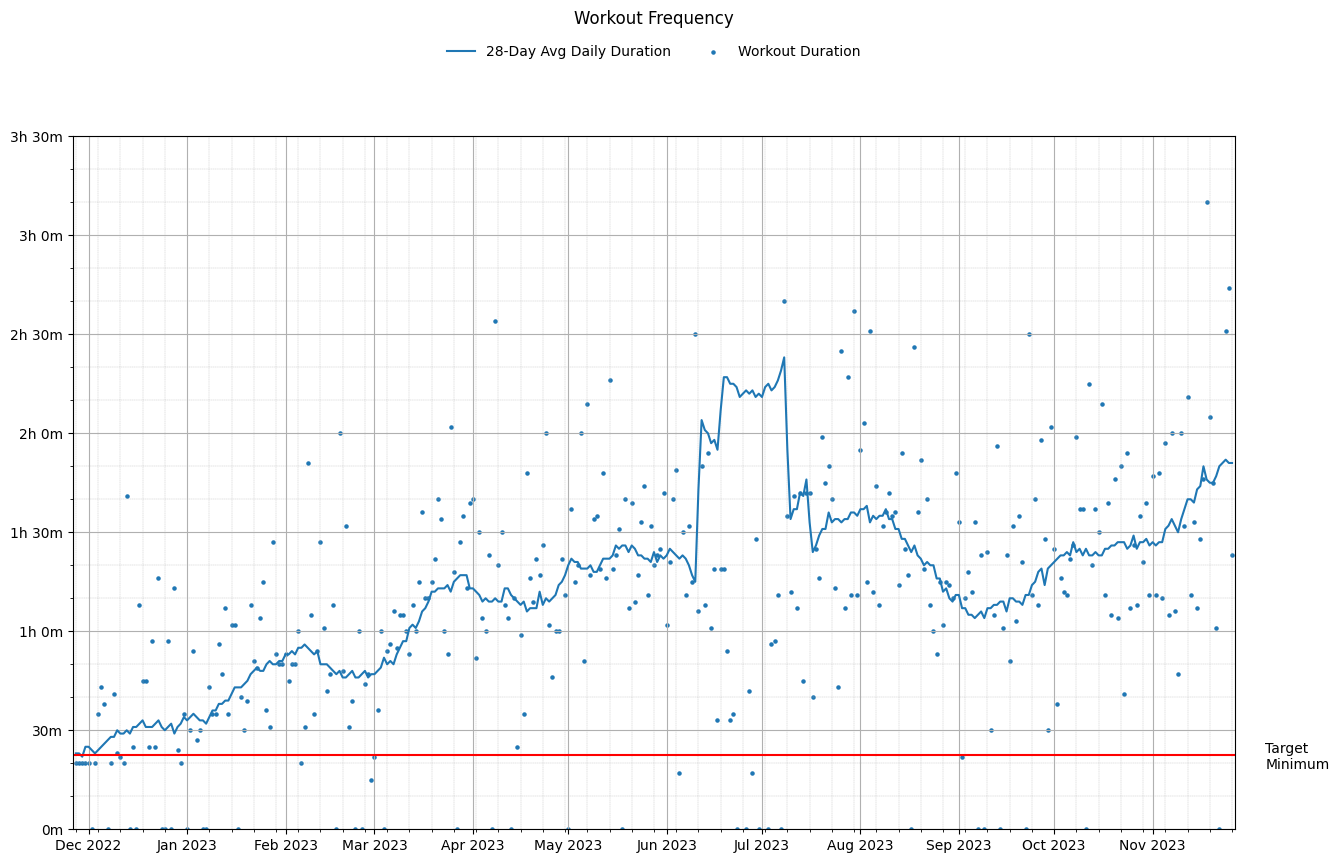 Workout Frequency
28-Day Avg Daily Duration
Workout Duration
3h 30m
3h 0m
2h 30m
2h 0m
1h 30m
1h 0m
30m
0m
Target
Minimum
Dec 2022
Jan 2023
Feb 2023
Mar 2023
Apr 2023
May 2023
Jun 2023
Jul 2023
Aug 2023
Sep 2023
Oct 2023
Nov 2023